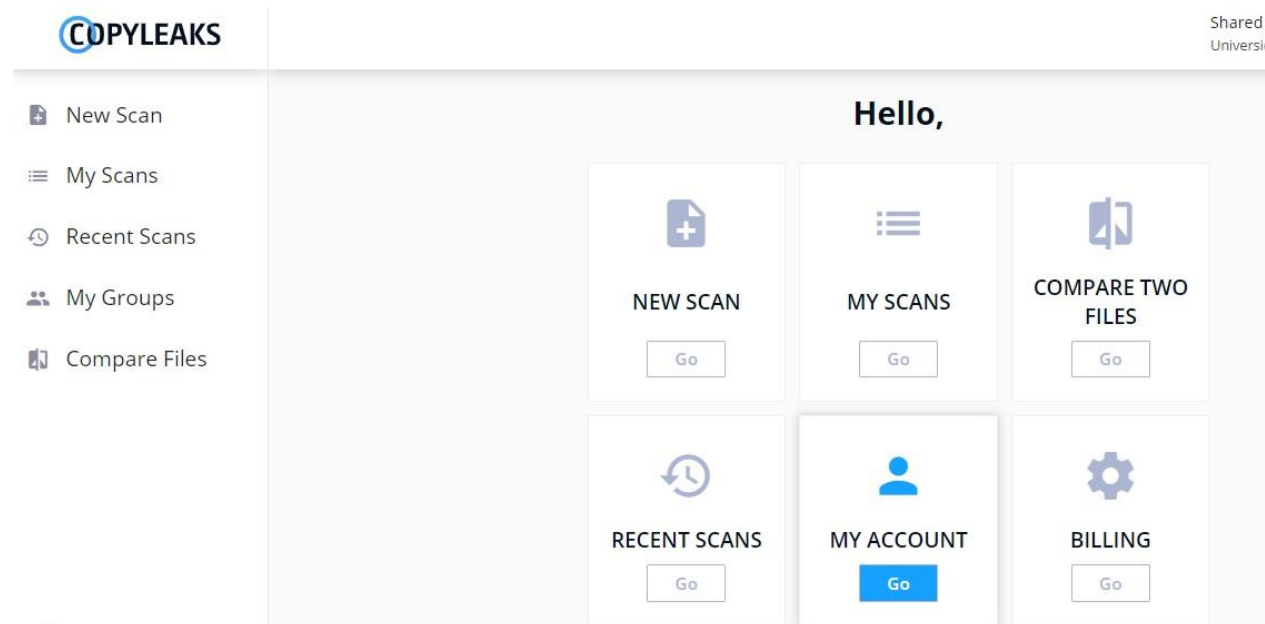 COPYLEAKS
Shared
New Scan
My Scans
Recent Scans
My Groups
Compare Files
Hello,
NEW SCAN
Go
MY SCANS
Go
COMPARE TWO
FILES
Go
RECENT SCANS
Go
MY ACCOUNT
Go
BILLING
Go